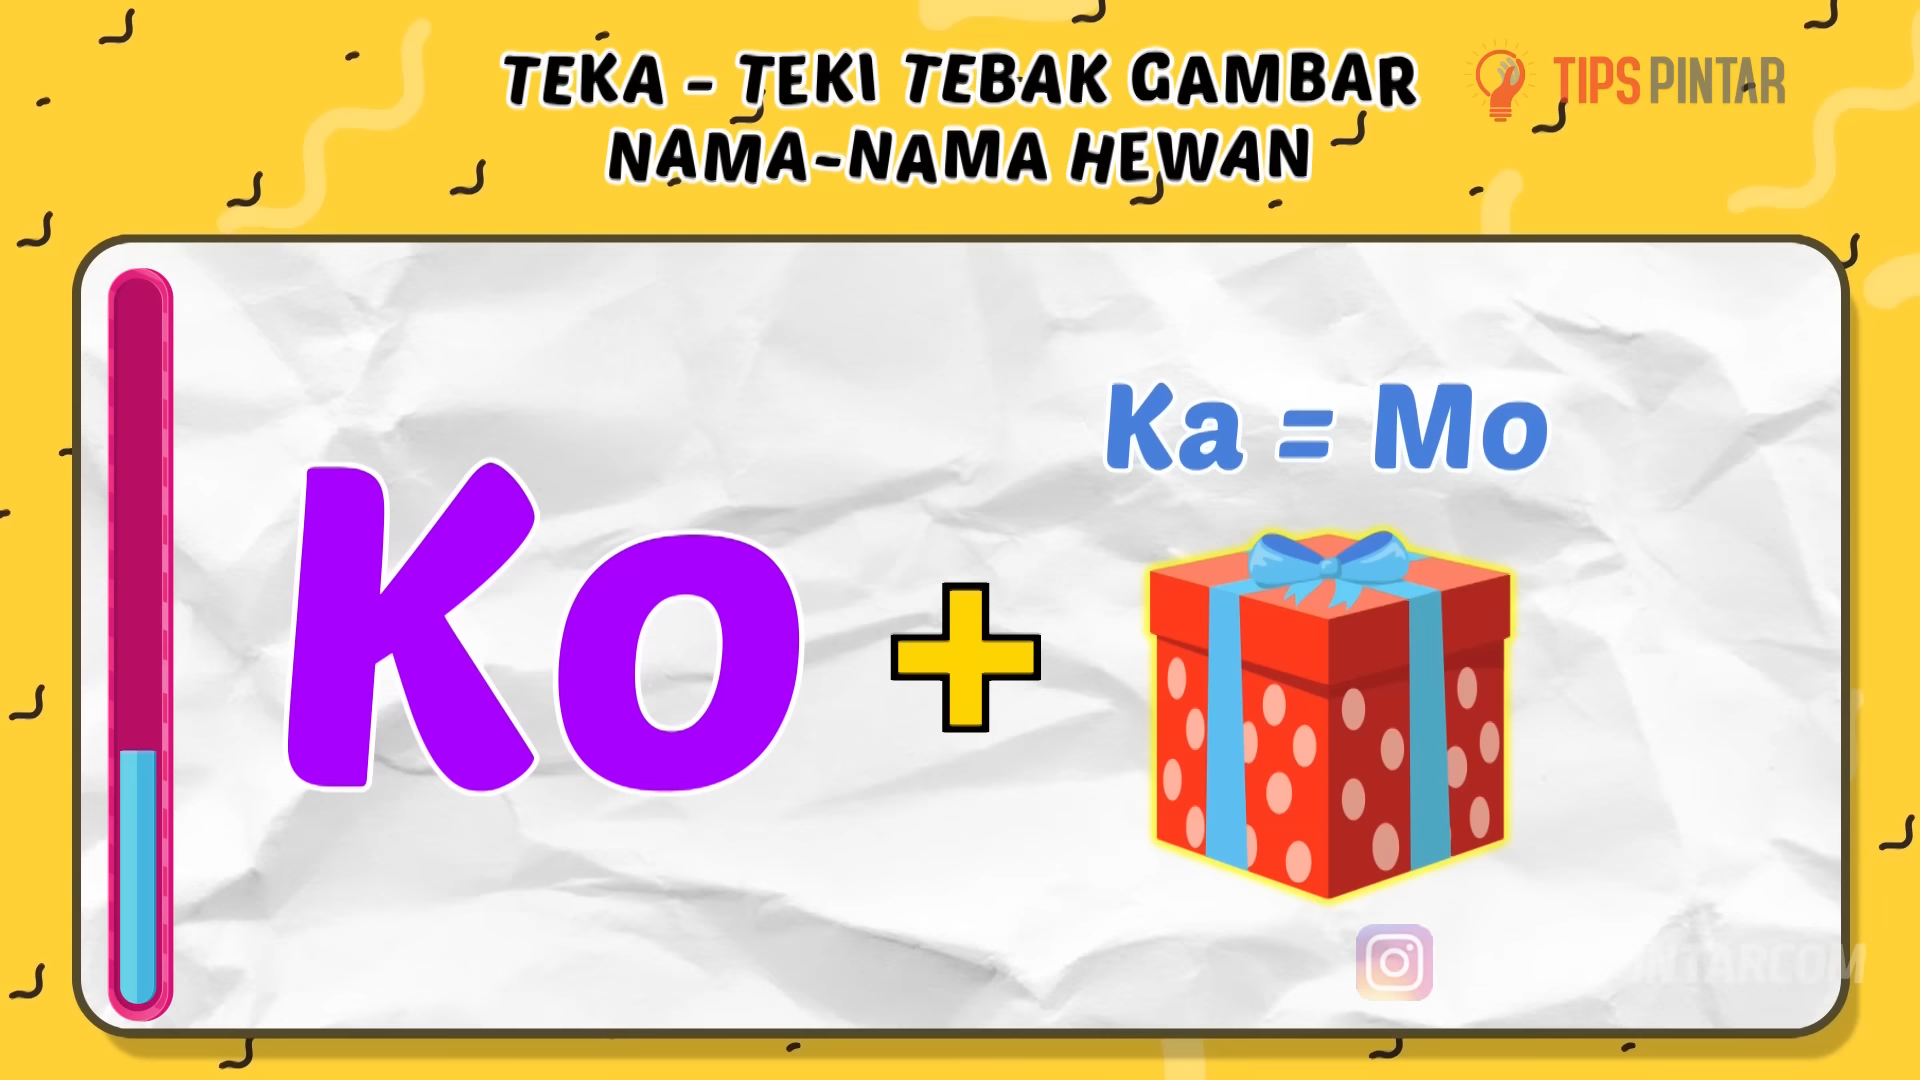 TEKA - TEKI TEBAK GAMBAR
NAMA-NAMA HEWAN
TIPS PINTAR
Ka = Mo
Ko